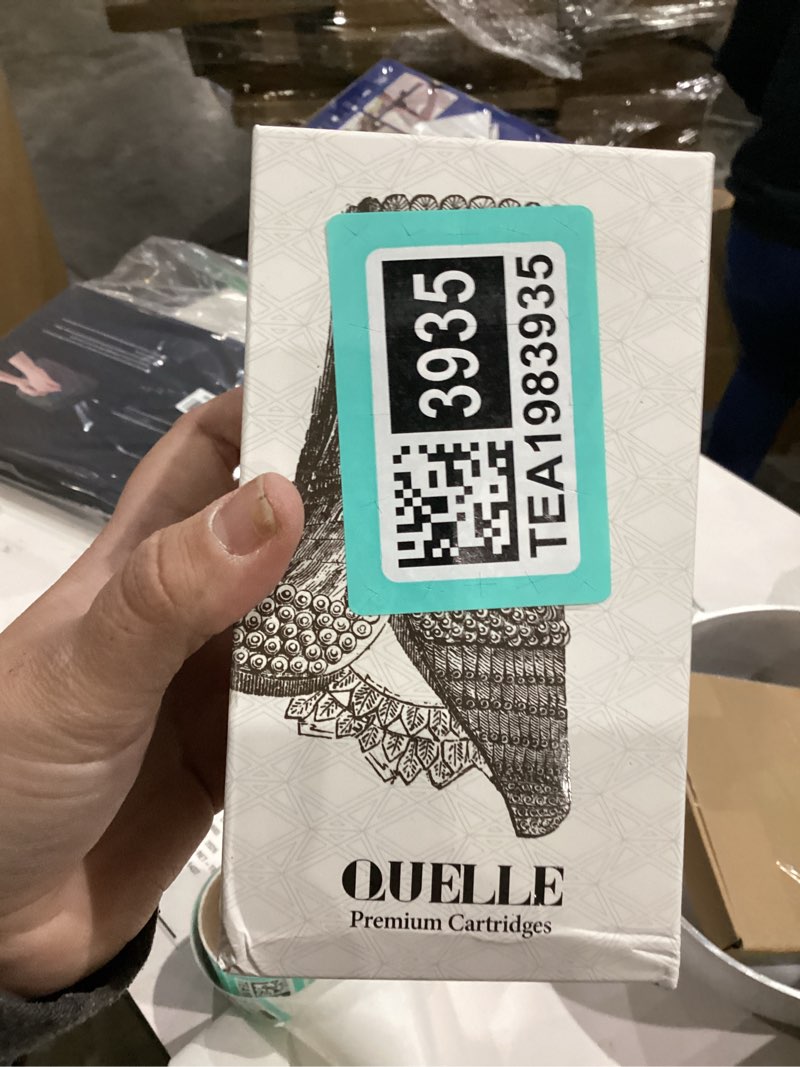 3935
TEA1983935
QUELLE
Premium Cartridges